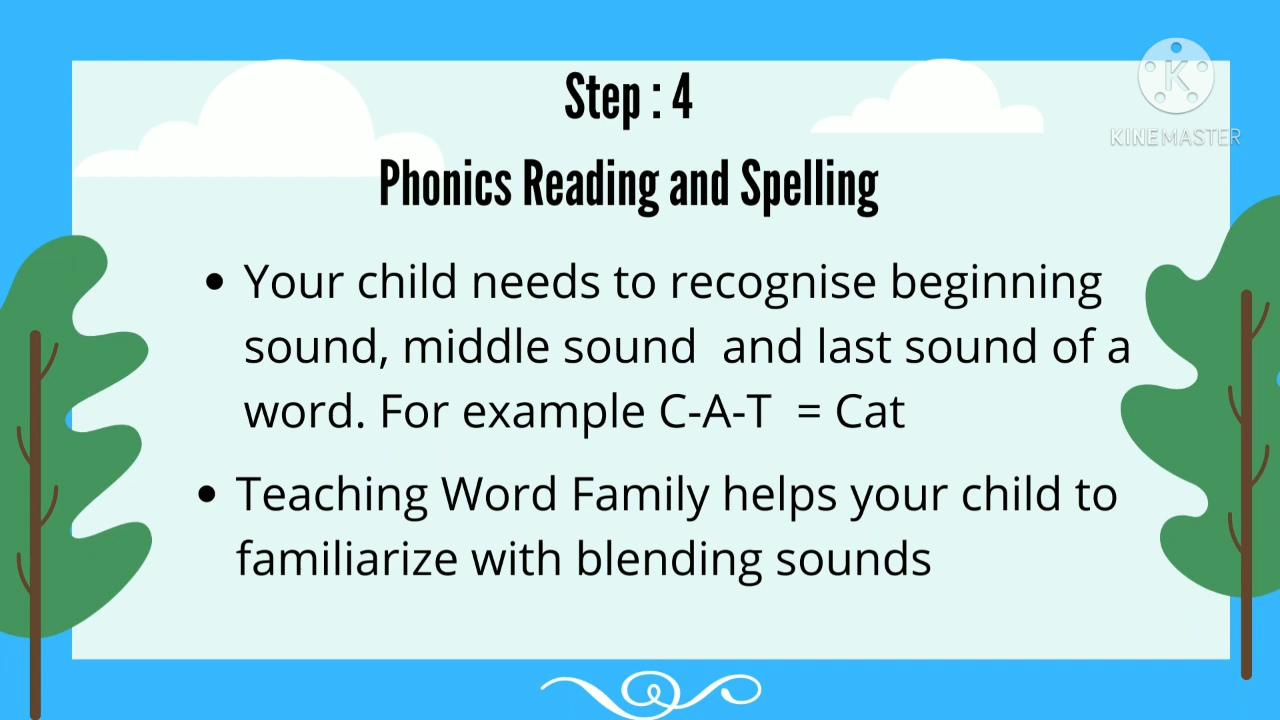 Step : 4
K
KINEMASTER
Phonics Reading and Spelling
• Your child needs to recognise beginning
sound, middle sound  and last sound of a
word. For example C-A-T  = Cat
• Teaching Word Family helps your child to
familiarize with blending sounds